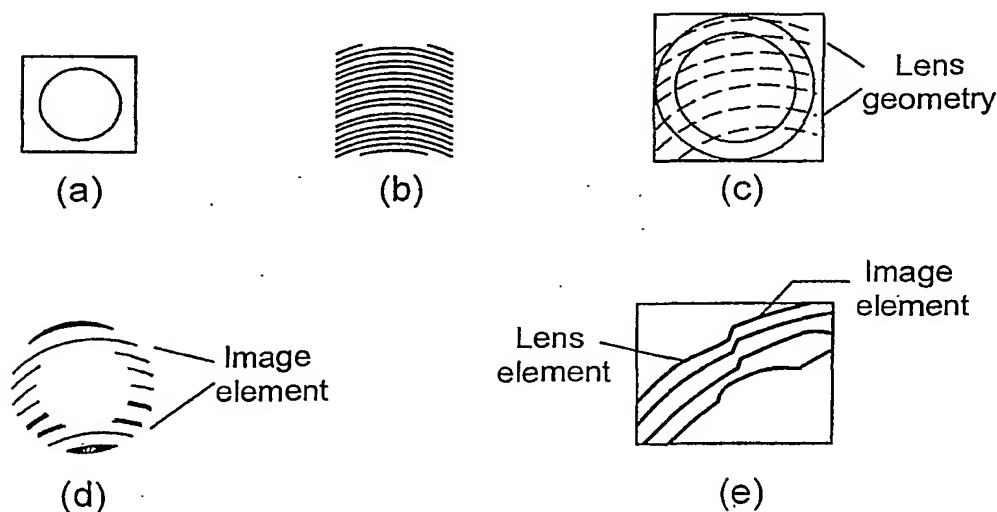 Lens
geometry
(a)
(b)
(c)
Image
element
Lens
element
Image
element
(d)
(e)